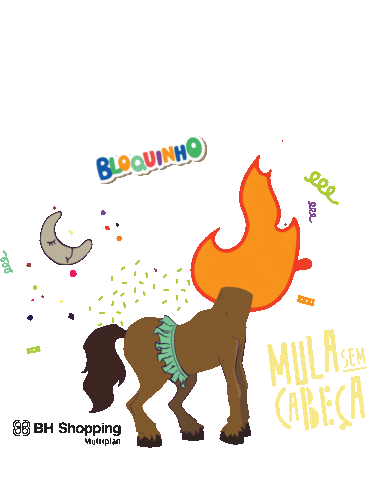 BLOQUINHO
MULA SEM
CABEÇA
BH Shopping
Multiplan